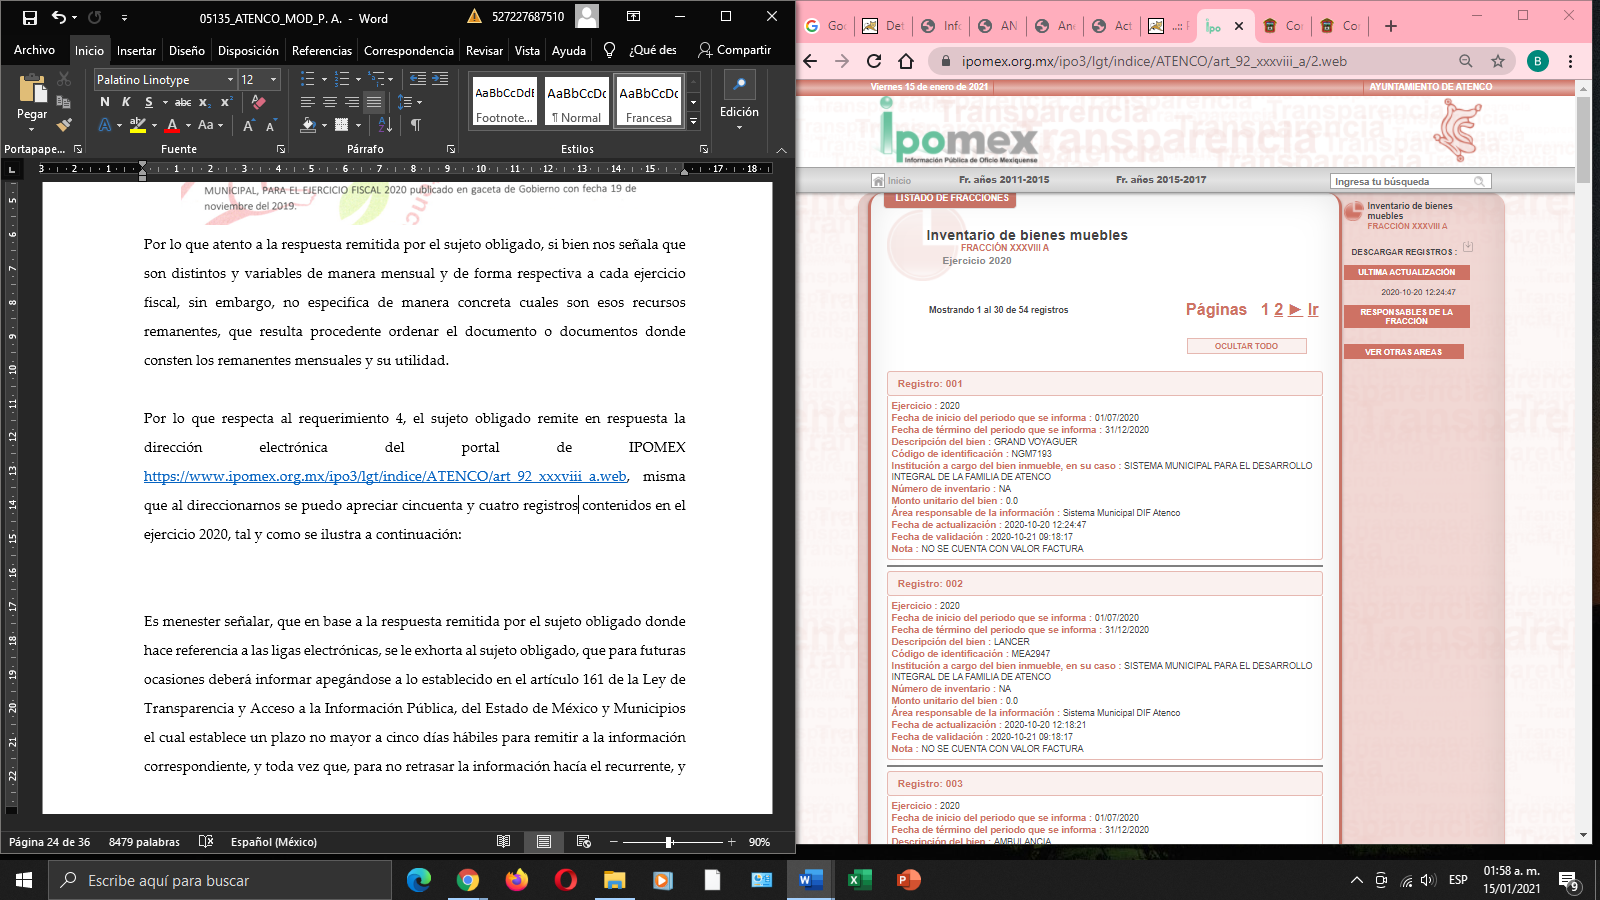 05135_ATENCO_MOD_P. A. - Word
527227687510
Archivo Inicio Insertar Diseño Disposición Referencias Correspondencia Revisar Vista Ayuda ¿Qué des Compartir
Pegar
Palatino Linotype 12
N K S abc x₂ x²
Aa
AaBbCcDdE AaBbCcDc AaBbCcDc
Footnote... ¶ Normal Francesa
Edición
Portapape... Fuente Párrafo Estilos
MUNICIPAL, PARA EL EJERCICIO FISCAL 2020 publicado en gaceta de Gobierno con fecha 19 de
noviembre del 2019.
Por lo que atento a la respuesta remitida por el sujeto obligado, si bien nos señala que
son distintos y variables de manera mensual y de forma respectiva a cada ejercicio
fiscal, sin embargo, no especifica de manera concreta cuales son esos recursos
remanentes, que resulta procedente ordenar el documento o documentos donde
consten los remanentes mensuales y su utilidad.
Por lo que respecta al requerimiento 4, el sujeto obligado remite en respuesta la
dirección electrónica del portal de IPOMEX
https://www.ipomex.org.mx/ipo3/lgt/indice/ATENCO/art_92_xxxviii_a.web, misma
que al direccionarnos se puedo apreciar cincuenta y cuatro registros contenidos en el
ejercicio 2020, tal y como se ilustra a continuación:
Es menester señalar, que en base a la respuesta remitida por el sujeto obligado donde
hace referencia a las ligas electrónicas, se le exhorta al sujeto obligado, que para futuras
ocasiones deberá informar apegándose a lo establecido en el artículo 161 de la Ley de
Transparencia y Acceso a la Información Pública, del Estado de México y Municipios
el cual establece un plazo no mayor a cinco días hábiles para remitir a la información
correspondiente, y toda vez que, para no retrasar la información hacía el recurrente, y
Página 24 de 36 8479 palabras Español (México) 90%
Goc Det Info AN And Act ..:: F Cor Cor
ipomex.org.mx/ipo3/lgt/indice/ATENCO/art_92_xxxviii_a/2.web
B
Viernes 15 de enero de 2021 AYUNTAMIENTO DE ATENCO
ipomex
Información Pública de Oficio Mexiquense
Transparencia
Inicio Fr. años 2011-2015 Fr. años 2015-2017 Ingresa tu búsqueda
LISTADO DE FRACCIONES
Inventario de bienes muebles
FRACCIÓN XXXVIII A
Ejercicio 2020
Mostrando 1 al 30 de 54 registros
Páginas 1 2 ► Ir
OCULTAR TODO
Registro: 001
Ejercicio : 2020
Fecha de inicio del periodo que se informa : 01/07/2020
Fecha de término del periodo que se informa : 31/12/2020
Descripción del bien : GRAND VOYAGUER
Código de identificación : NGM7193
Institución a cargo del bien inmueble, en su caso : SISTEMA MUNICIPAL PARA EL DESARROLLO
INTEGRAL DE LA FAMILIA DE ATENCO
Número de inventario : NA
Monto unitario del bien : 0.0
Área responsable de la información : Sistema Municipal DIF Atenco
Fecha de actualización : 2020-10-20 12:24:47
Fecha de validación : 2020-10-21 09:18:17
Nota : NO SE CUENTA CON VALOR FACTURA
Registro: 002
Ejercicio : 2020
Fecha de inicio del periodo que se informa : 01/07/2020
Fecha de término del periodo que se informa : 31/12/2020
Descripción del bien : LANCER
Código de identificación : MEA2947
Institución a cargo del bien inmueble, en su caso : SISTEMA MUNICIPAL PARA EL DESARROLLO
INTEGRAL DE LA FAMILIA DE ATENCO
Número de inventario : NA
Monto unitario del bien : 0.0
Área responsable de la información : Sistema Municipal DIF Atenco
Fecha de actualización : 2020-10-20 12:18:21
Fecha de validación : 2020-10-21 09:18:17
Nota : NO SE CUENTA CON VALOR FACTURA
Registro: 003
Ejercicio : 2020
Fecha de inicio del periodo que se informa : 01/07/2020
Fecha de término del periodo que se informa : 31/12/2020
Descripción del bien : AMBULANCIA
Inventario de bienes
muebles
FRACCIÓN XXXVIII A
DESCARGAR REGISTROS :
ULTIMA ACTUALIZACIÓN
2020-10-20 12:24:47
RESPONSABLES DE LA
FRACCIÓN
VER OTRAS AREAS
Escribe aquí para buscar
ESP
01:58 a. m.
15/01/2021
9